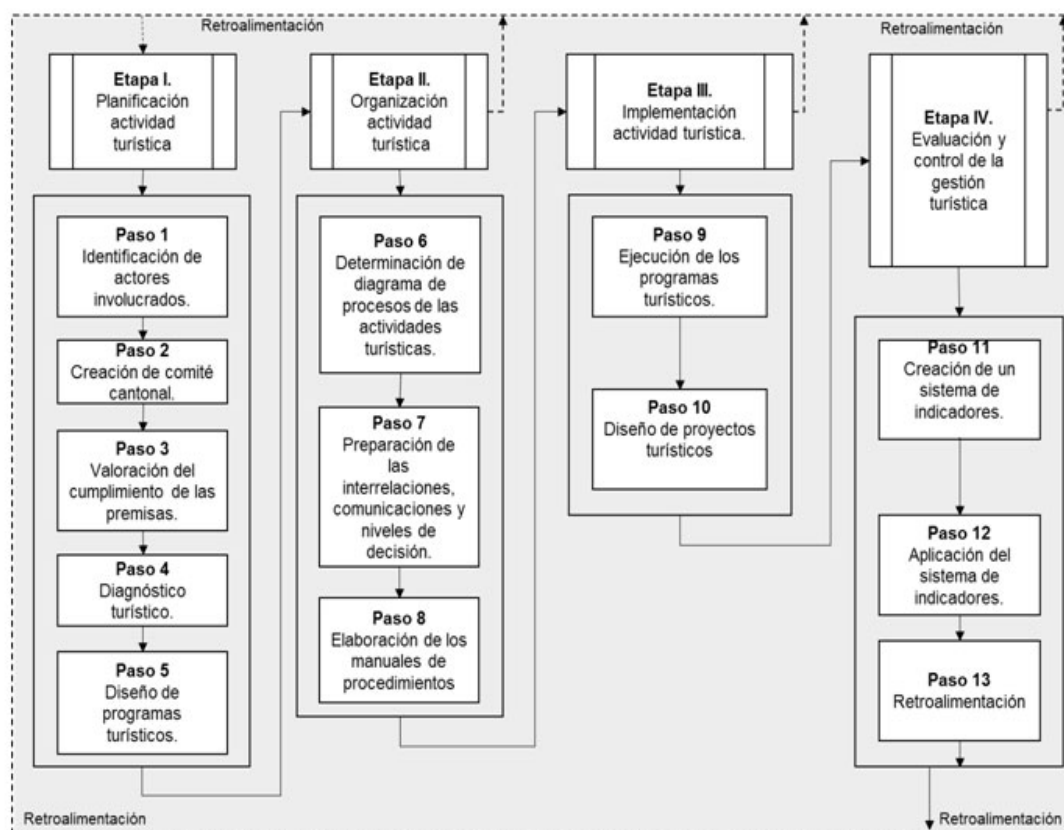 Retroalimentación
Retroalimentación
Etapa I.
Planificación
actividad
turística
Paso 1
Identificación de
actores
involucrados.
Paso 2
Creación de comité
cantonal.
Paso 3
Valoración del
cumplimiento de las
premisas.
Paso 4
Diagnóstico
turístico.
Paso 5
Diseño de
programas
turísticos.
Etapa II.
Organización
actividad
turística
Paso 6
Determinación de
diagrama de
procesos de las
actividades
turísticas.
Paso 7
Preparación de
las
interrelaciones,
comunicaciones y
niveles de
decisión.
Paso 8
Elaboración de los
manuales de
procedimientos
Etapa III.
Implementación
actividad turística.
Paso 9
Ejecución de los
programas
turísticos.
Paso 10
Diseño de proyectos
turísticos
Etapa IV.
Evaluación y
control de la
gestión
turística
Paso 11
Creación de un
sistema de
indicadores.
Paso 12
Aplicación del
sistema de
indicadores.
Paso 13
Retroalimentación
Retroalimentación
Retroalimentación